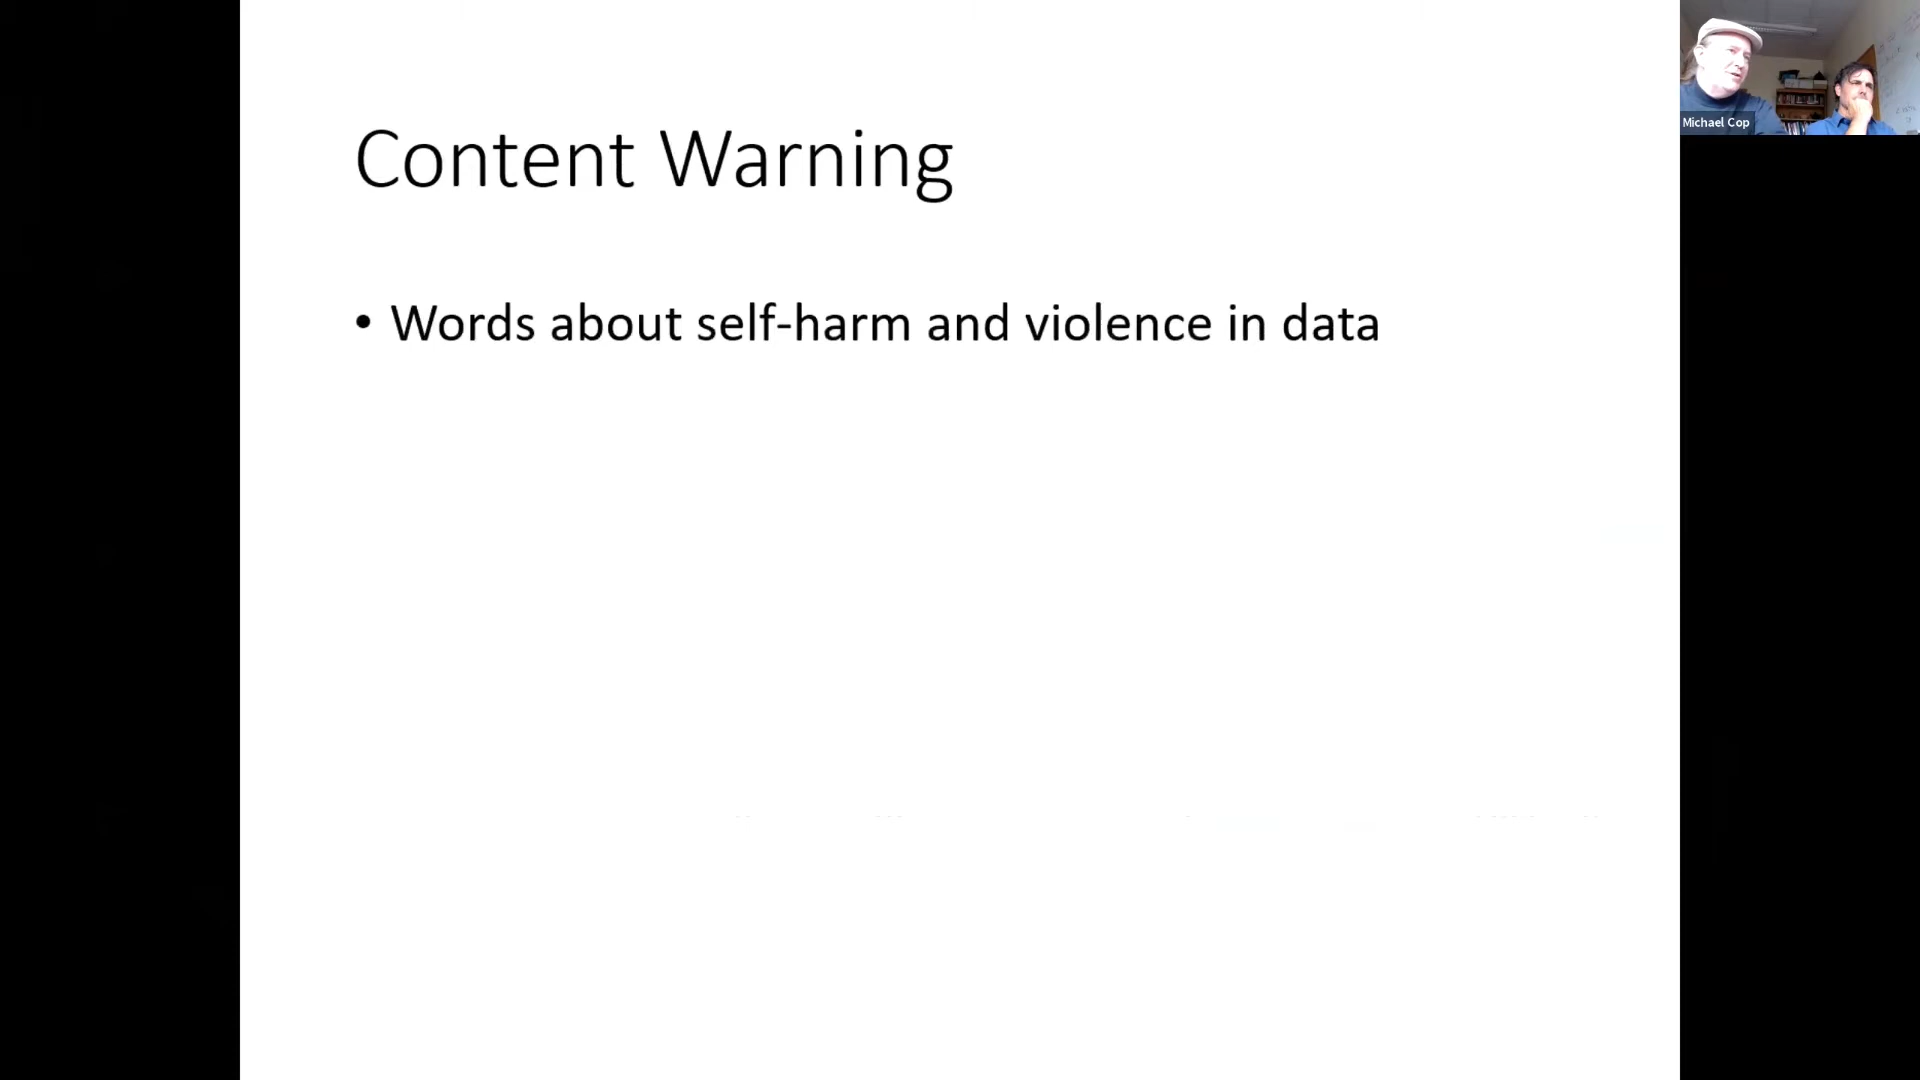 Content Warning
• Words about self-harm and violence in data
Michael Cop